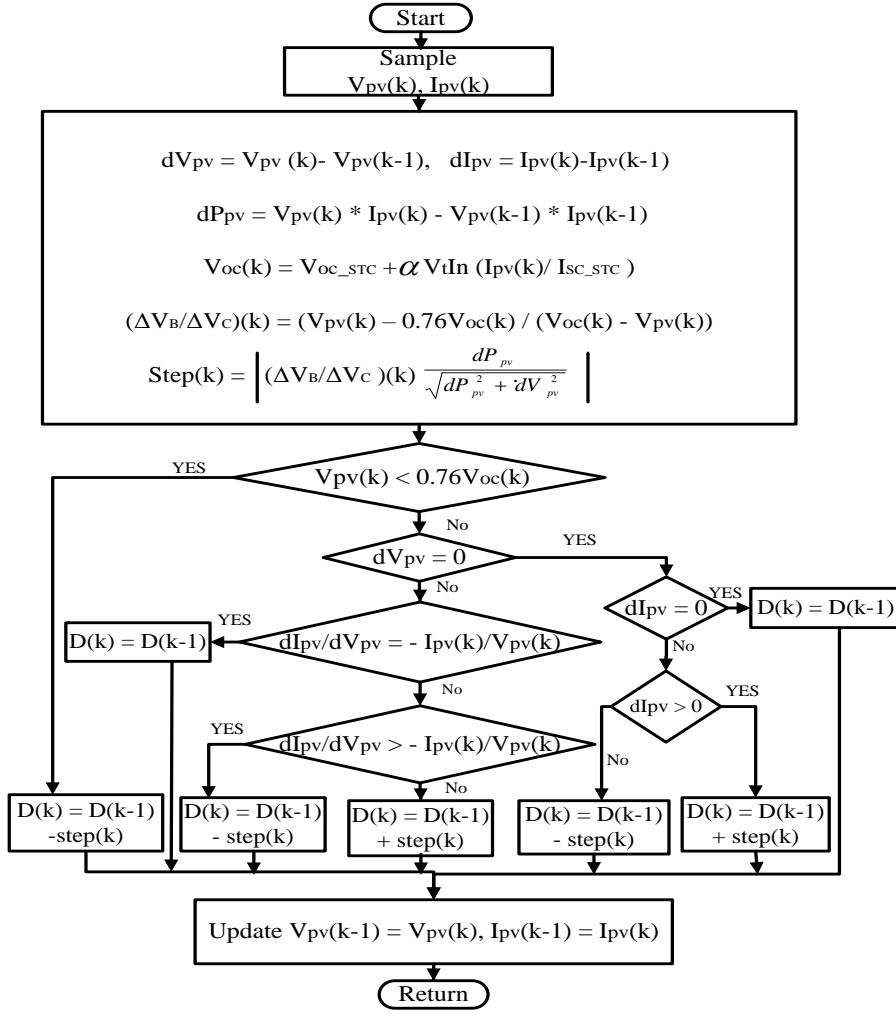 Start
Sample
Vpv(k), Ipv(k)
dVpv = Vpv (k)- Vpv(k-1), dIpv = Ipv(k)-Ipv(k-1)
dPpv = Vpv(k) * Ipv(k) - Vpv(k-1) * Ipv(k-1)
Voc(k) = Voc_STC +α VtIn (Ipv(k)/ ISC_STC )
(ΔVB/ΔVC)(k) = (Vpv(k) – 0.76Voc(k) / (Voc(k) - Vpv(k))
Step(k) = | (ΔVB/ΔVC )(k) dPpv / √(dPpv² + dVpv²) |
YES
Vpv(k) < 0.76Voc(k)
No
dVpv = 0
YES
No
dIpv = 0
YES
D(k) = D(k-1)
YES
D(k) = D(k-1)
dIpv/dVpv = - Ipv(k)/Vpv(k)
No
No
dIpv > 0
YES
YES
dIpv/dVpv > - Ipv(k)/Vpv(k)
No
No
D(k) = D(k-1)
-step(k)
D(k) = D(k-1)
- step(k)
D(k) = D(k-1)
+ step(k)
D(k) = D(k-1)
- step(k)
D(k) = D(k-1)
+ step(k)
Update Vpv(k-1) = Vpv(k), Ipv(k-1) = Ipv(k)
Return